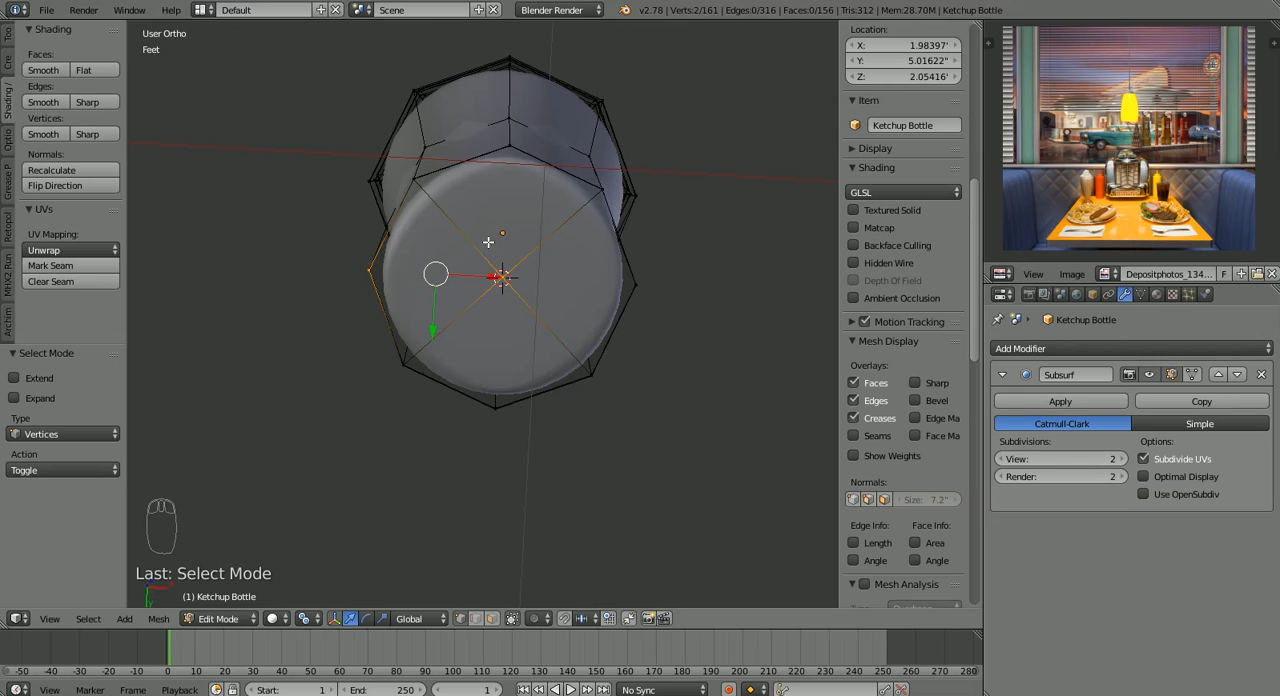 File Render Window Help
Default
Scene
Blender Render
v2.78 | Verts:2/161 | Edges:0/316 | Faces:0/156 | Tris:312 | Mem:28.70M | Ketchup Bottle
Shading
Faces:
Smooth Flat
Edges:
Smooth Sharp
Vertices:
Smooth Sharp
Normals:
Recalculate
Flip Direction
UVs
UV Mapping:
Unwrap
Mark Seam
Clear Seam
Select Mode
Extend
Expand
Type
Vertices
Action
Toggle
Too
Cre
Shading /
Optio
Grease P
Retopol
MHX2 Run
Archim
User Ortho
Feet
Last: Select Mode
(1) Ketchup Bottle
Location:
X: 1.98397'
Y: 5.01622'
Z: 2.05416'
Item
Ketchup Bottle
Display
Shading
GLSL
Textured Solid
Matcap
Backface Culling
Hidden Wire
Depth Of Field
Ambient Occlusion
Motion Tracking
Mesh Display
Overlays:
Faces Sharp
Edges Bevel
Creases Edge Ma
Seams Face Ma
Show Weights
Normals:
Size: 7.2"
Edge Info: Face Info:
Length Area
Angle Angle
Mesh Analysis
View Image Depositphotos_134... F
Ketchup Bottle
Add Modifier
Subsurf
Apply Copy
Catmull-Clark Simple
Subdivisions: Options:
View: 2 Subdivide UVs
Render: 2 Optimal Display
Use OpenSubdiv
View Select Add Mesh Edit Mode Global
-50 -40 -30 -20 -10 0 10 20 30 40 50 60 70 80 90 100 110 120 130 140 150 160 170 180 190 200 210 220 230 240 250 260 270 280
View Marker Frame Playback Start: 1 End: 250 1 No Sync